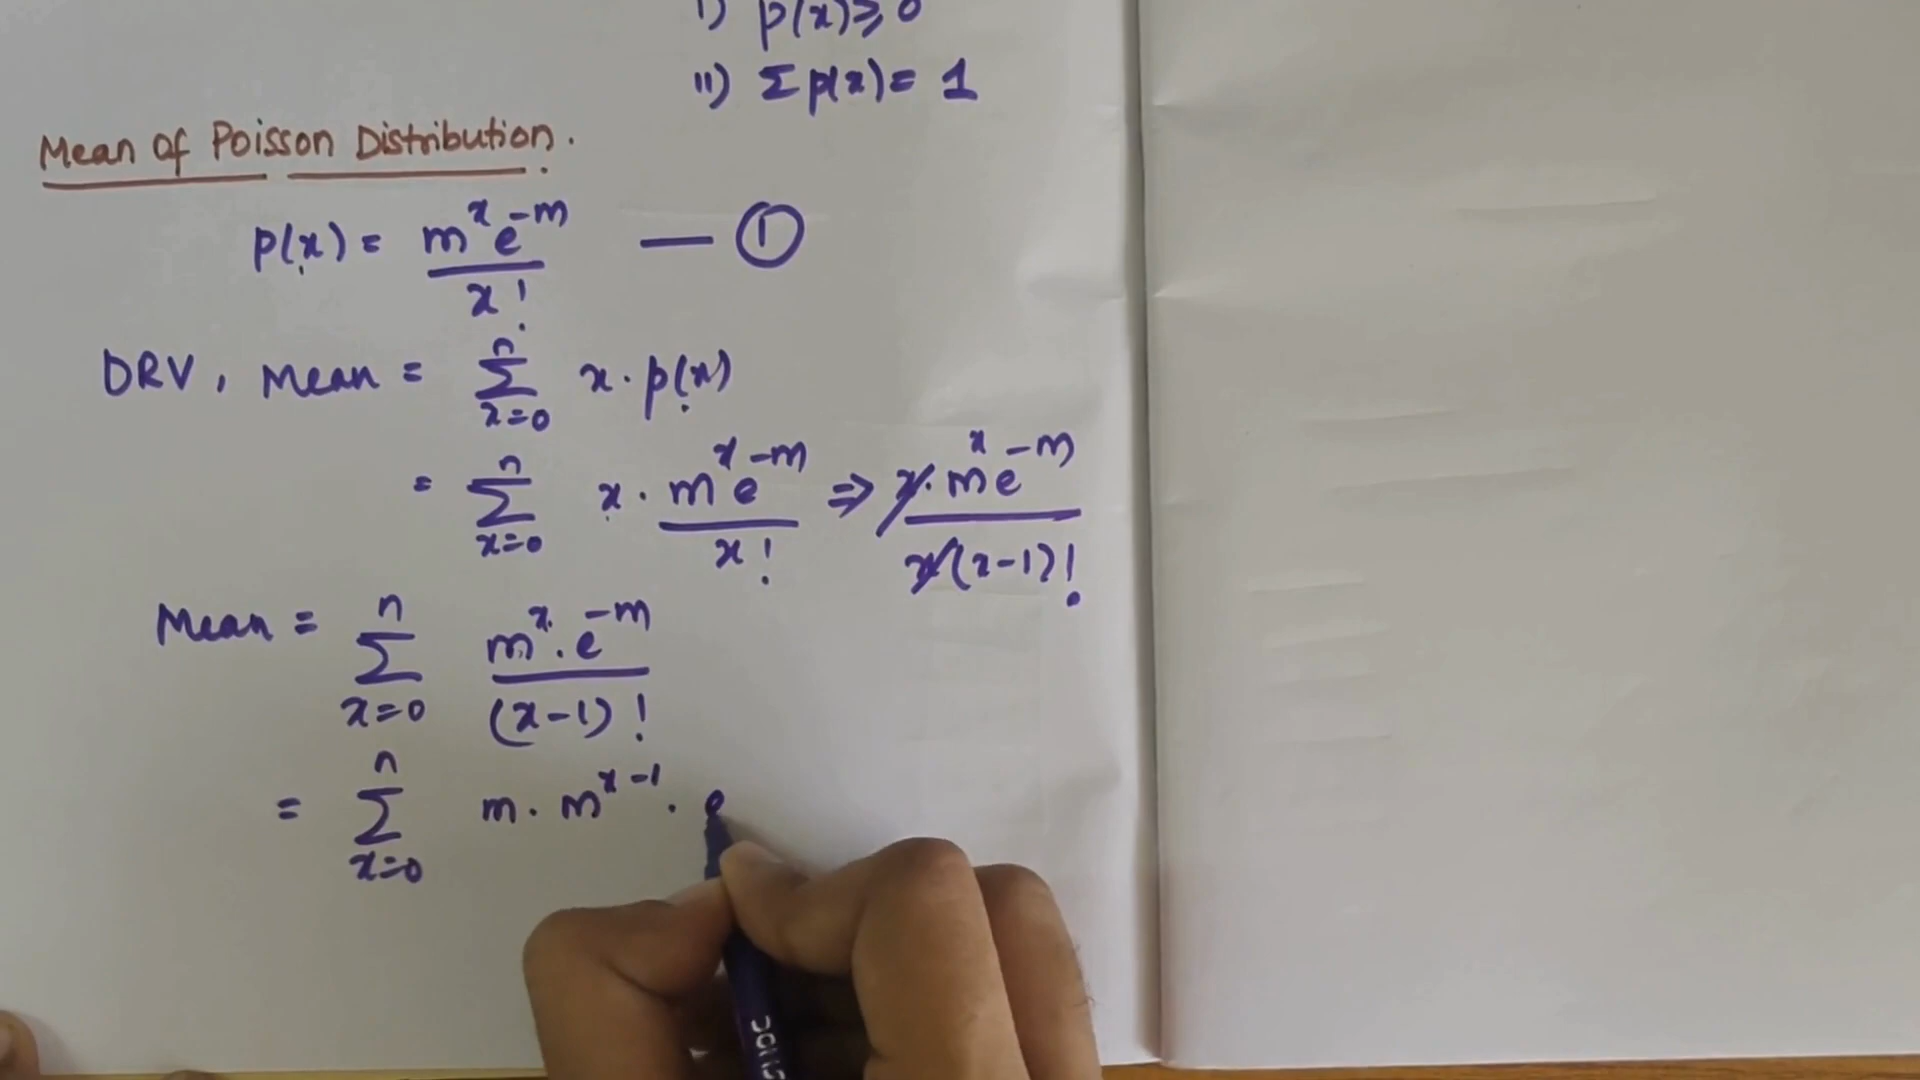 i) p(x) ≥ 0
ii) Σ p(x) = 1
Mean of Poisson Distribution.
p(x) = m^x e^-m / x! — ①
DRV, Mean = Σ_{x=0}^{n} x · p(x)
= Σ_{x=0}^{n} x · m^x e^-m / x! ⇒ x · m^x e^-m / x(x-1)!
Mean = Σ_{x=0}^{n} m^x · e^-m / (x-1)!
= Σ_{x=0}^{n} m · m^x-1 · e